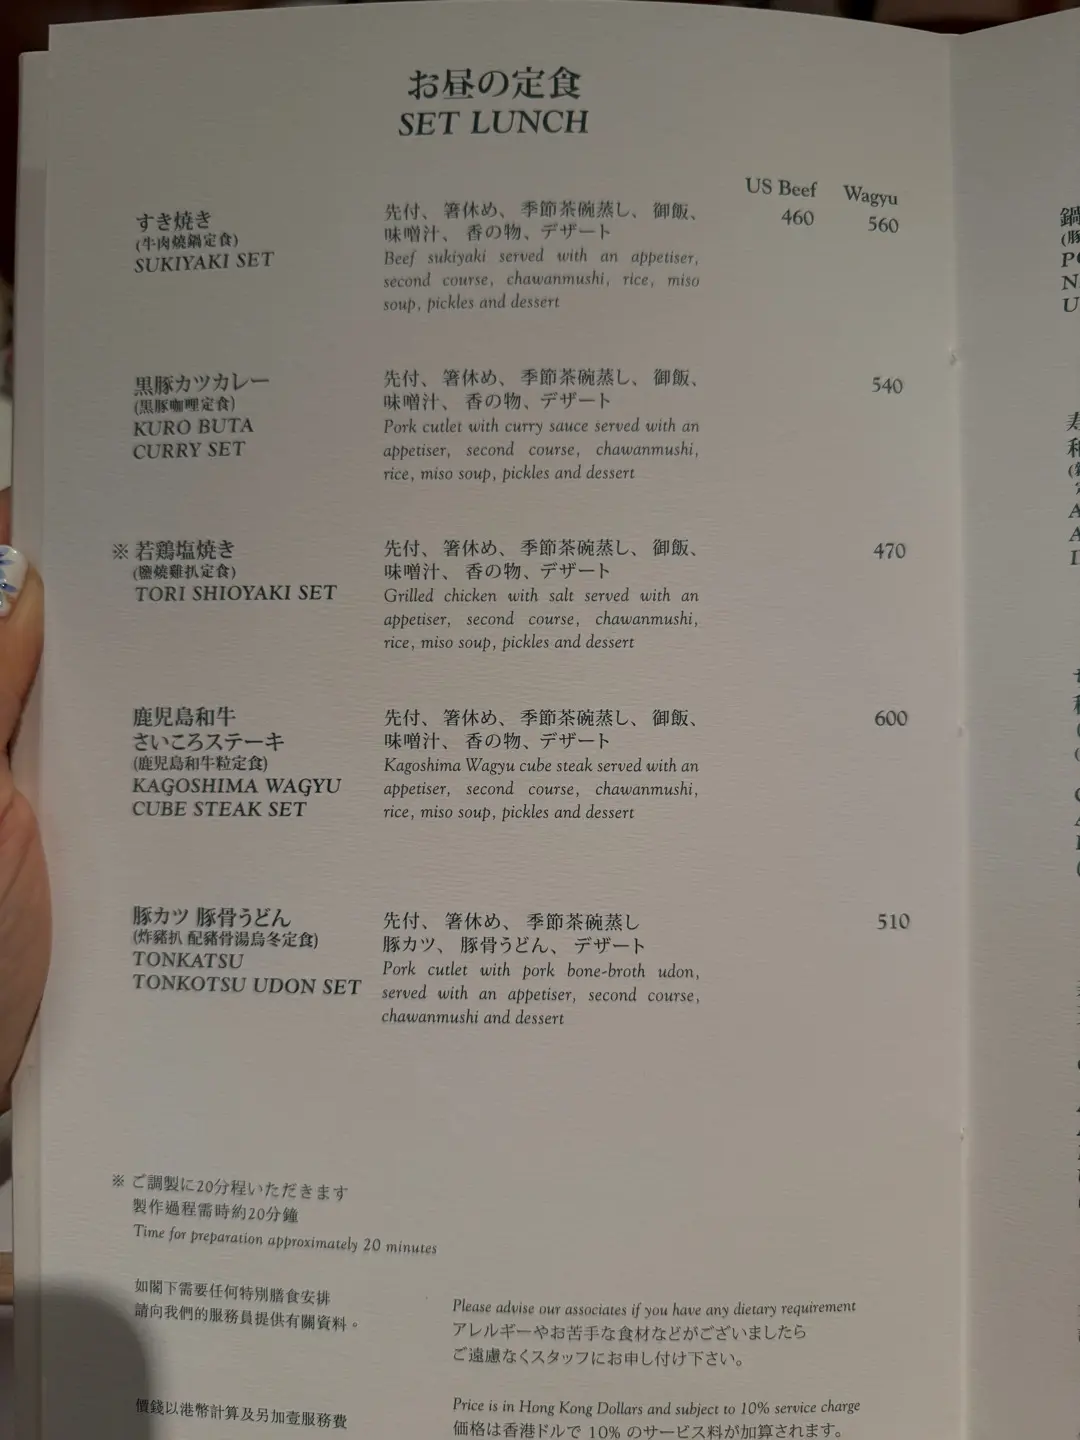 お昼の定食
SET LUNCH
US Beef Wagyu
すき焼き
(牛肉燒鍋定食)
SUKIYAKI SET
先付、 箸休め、 季節茶碗蒸し、 御飯、
味噌汁、 香の物、デザート
Beef sukiyaki served with an appetiser,
second course, chawanmushi, rice, miso
soup, pickles and dessert
460 560
黒豚カツカレー
(黑豚咖哩定食)
KURO BUTA
CURRY SET
先付、 箸休め、 季節茶碗蒸し、 御飯、
味噌汁、 香の物、デザート
Pork cutlet with curry sauce served with an
appetiser, second course, chawanmushi,
rice, miso soup, pickles and dessert
540
※ 若鶏塩焼き
(鹽燒雞扒定食)
TORI SHIOYAKI SET
先付、 箸休め、 季節茶碗蒸し、 御飯、
味噌汁、 香の物、デザート
Grilled chicken with salt served with an
appetiser, second course, chawanmushi,
rice, miso soup, pickles and dessert
470
鹿児島和牛
さいころステーキ
(鹿児島和牛粒定食)
KAGOSHIMA WAGYU
CUBE STEAK SET
先付、 箸休め、 季節茶碗蒸し、 御飯、
味噌汁、 香の物、デザート
Kagoshima Wagyu cube steak served with an
appetiser, second course, chawanmushi,
rice, miso soup, pickles and dessert
600
豚カツ 豚骨うどん
(炸豬扒 配豬骨湯烏冬定食)
TONKATSU
TONKOTSU UDON SET
先付、 箸休め、 季節茶碗蒸し
豚カツ、 豚骨うどん、 デザート
Pork cutlet with pork bone-broth udon,
served with an appetiser, second course,
chawanmushi and dessert
510
※ ご調製に20分程いただきます
製作過程需時約20分鐘
Time for preparation approximately 20 minutes
如閣下需要任何特別膳食安排
請向我們的服務員提供有關資料。
Please advise our associates if you have any dietary requirement
アレルギーやお苦手な食材などがございましたら
ご遠慮なくスタッフにお申し付け下さい。
價錢以港幣計算及另加壹服務費
Price is in Hong Kong Dollars and subject to 10% service charge
価格は香港ドルで 10% のサービス料が加算されます。